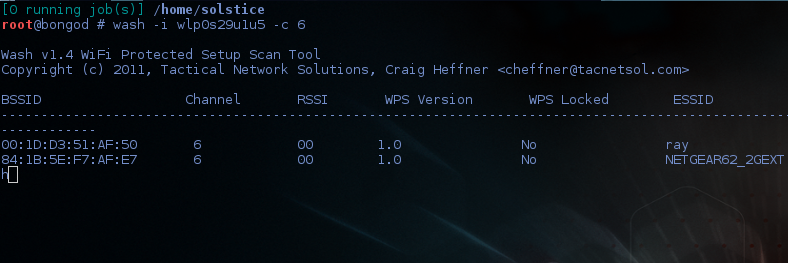 [0 running job(s)] /home/solstice
root@bongod # wash -i wlp0s29u1u5 -c 6
Wash v1.4 WiFi Protected Setup Scan Tool
Copyright (c) 2011, Tactical Network Solutions, Craig Heffner <cheffner@tacnetsol.com>
BSSID Channel RSSI WPS Version WPS Locked ESSID
---------------------------------------------------------------------------------------------------
------------
00:1D:D3:51:AF:50 6 00 1.0 No ray
84:1B:5E:F7:AF:E7 6 00 1.0 No NETGEAR62_2GEXT
h